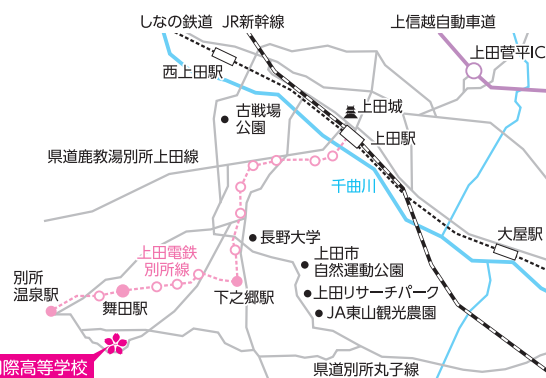 しなの鉄道 JR新幹線
上信越自動車道
上田菅平IC
西上田駅
古戦場
公園
上田城
上田駅
県道鹿教湯別所上田線
千曲川
大屋駅
長野大学
上田電鉄
別所線
上田市
自然運動公園
別所
温泉駅
舞田駅
下之郷駅
上田リサーチパーク
JA東山観光農園
際高等学校
県道別所丸子線